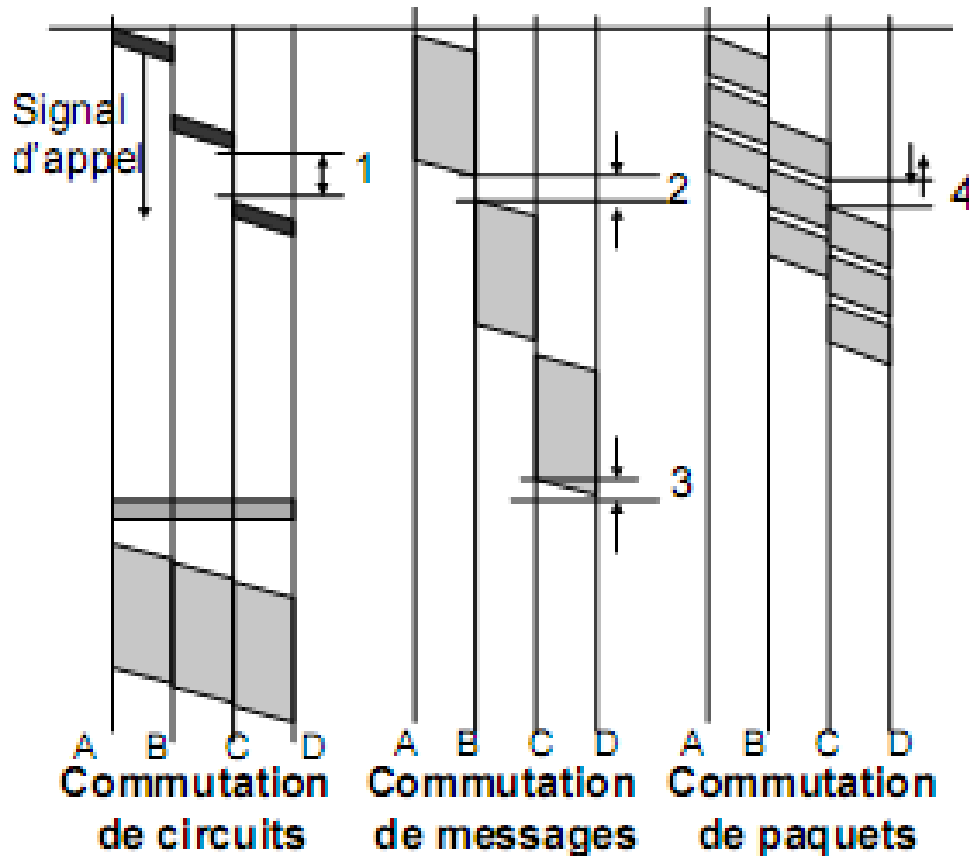 Signal
d'appel
1
2
3
4
A B C D
A B C D
A B C D
Commutation
de circuits
Commutation
de messages
Commutation
de paquets